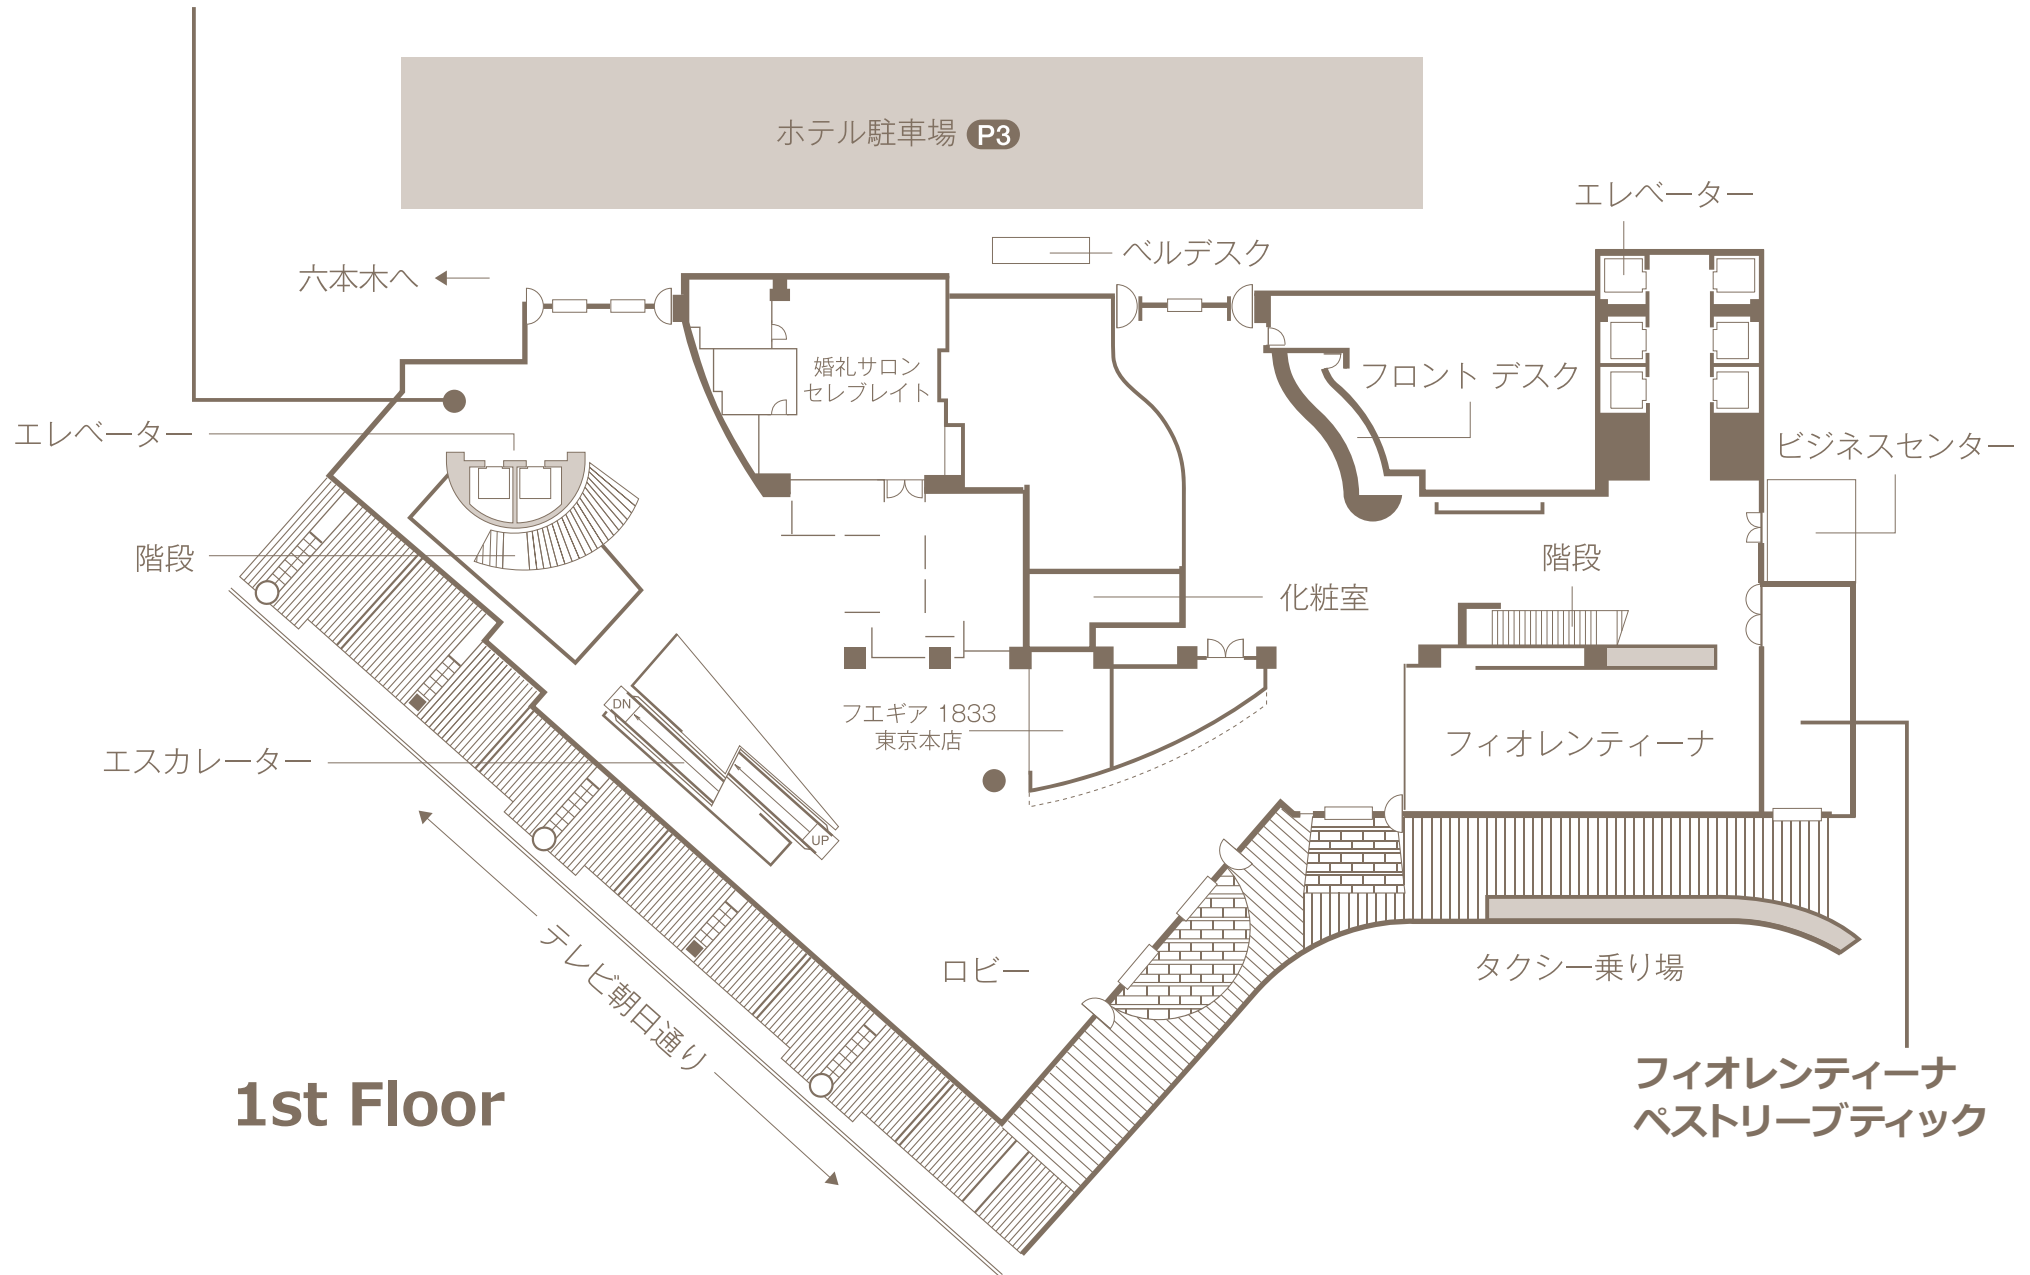 ホテル駐車場 P3
エレベーター
ベルデスク
六本木へ
婚礼サロン
セレブレイト
フロント デスク
エレベーター
ビジネスセンター
階段
階段
化粧室
DN
フエギア 1833
東京本店
フィオレンティーナ
エスカレーター
UP
テレビ朝日通り
ロビー
タクシー乗り場
1st Floor
フィオレンティーナ
ペストリーブティック